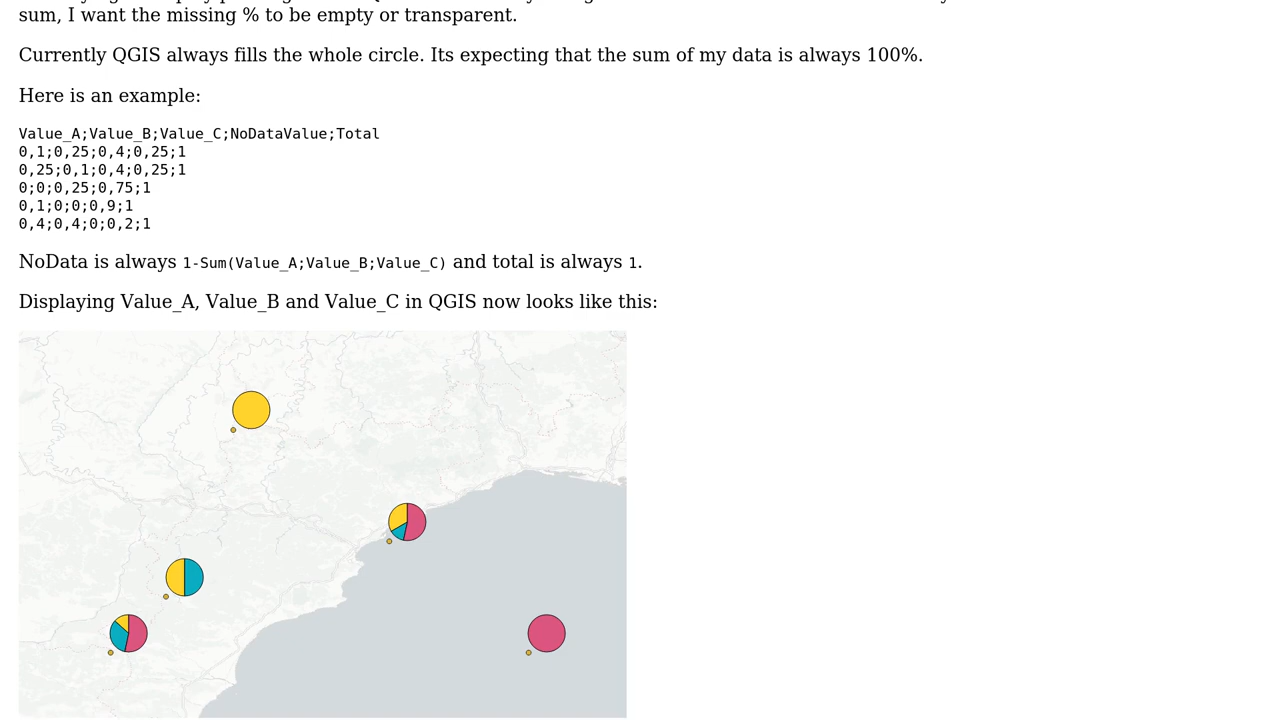 sum, I want the missing % to be empty or transparent.
Currently QGIS always fills the whole circle. Its expecting that the sum of my data is always 100%.
Here is an example:
Value_A;Value_B;Value_C;NoDataValue;Total
0,1;0,25;0,4;0,25;1
0,25;0,1;0,4;0,25;1
0;0;0,25;0,75;1
0,1;0;0;0,9;1
0,4;0,4;0;0,2;1
NoData is always 1-Sum(Value_A;Value_B;Value_C) and total is always 1.
Displaying Value_A, Value_B and Value_C in QGIS now looks like this: